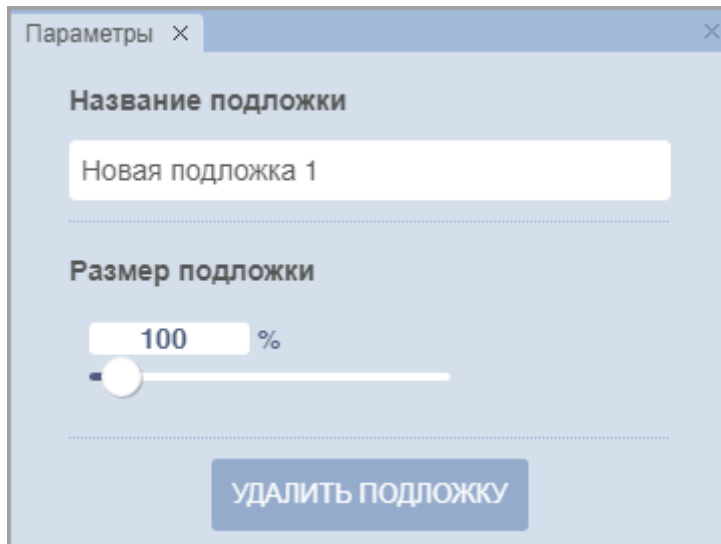 Параметры
Название подложки
Новая подложка 1
Размер подложки
100 %
УДАЛИТЬ ПОДЛОЖКУ